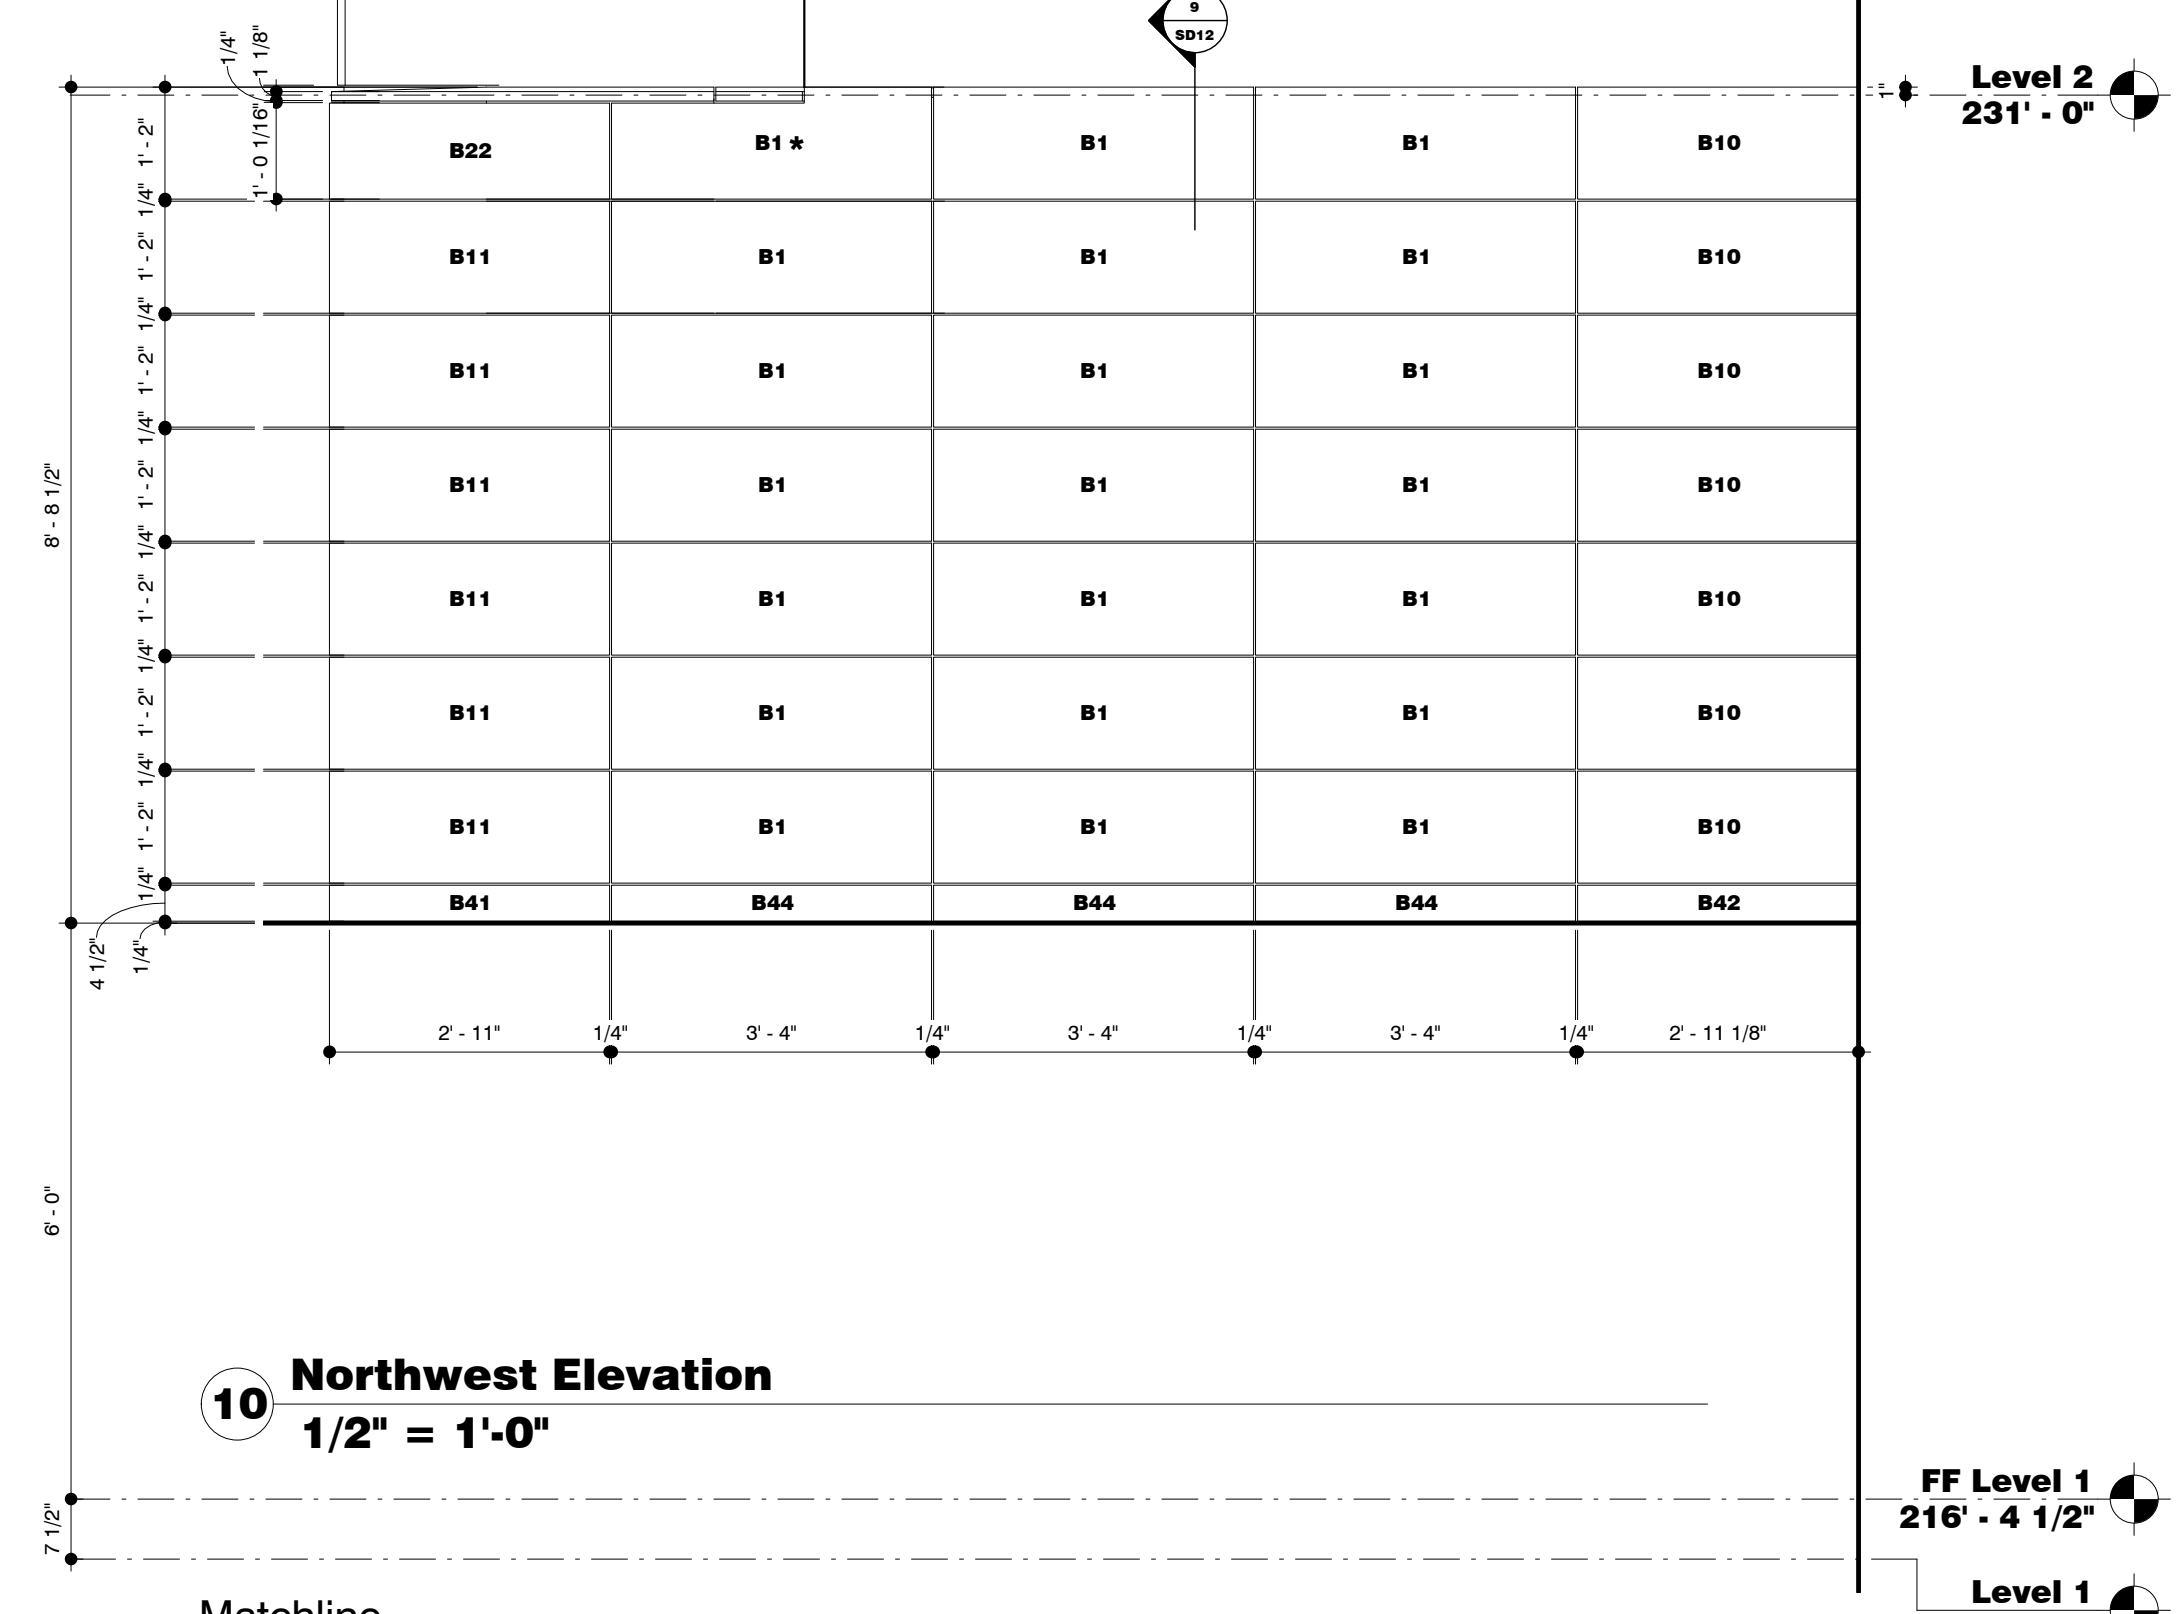 9
SD12
1/4"
1 1/8"
1"
Level 2
231' - 0"
1' - 2"
1' - 0 1/16"
B22 B1 * B1 B1 B10
1/4"
1' - 2"
B11 B1 B1 B1 B10
1/4"
1' - 2"
B11 B1 B1 B1 B10
1/4"
8' - 8 1/2"
1' - 2"
B11 B1 B1 B1 B10
1/4"
1' - 2"
B11 B1 B1 B1 B10
1/4"
1' - 2"
B11 B1 B1 B1 B10
1/4"
1' - 2"
B11 B1 B1 B1 B10
1/4"
B41 B44 B44 B44 B42
4 1/2"
1/4"
2' - 11" 1/4" 3' - 4" 1/4" 3' - 4" 1/4" 3' - 4" 1/4" 2' - 11 1/8"
6' - 0"
10
Northwest Elevation
1/2" = 1'-0"
FF Level 1
216' - 4 1/2"
7 1/2"
Level 1
Matchline